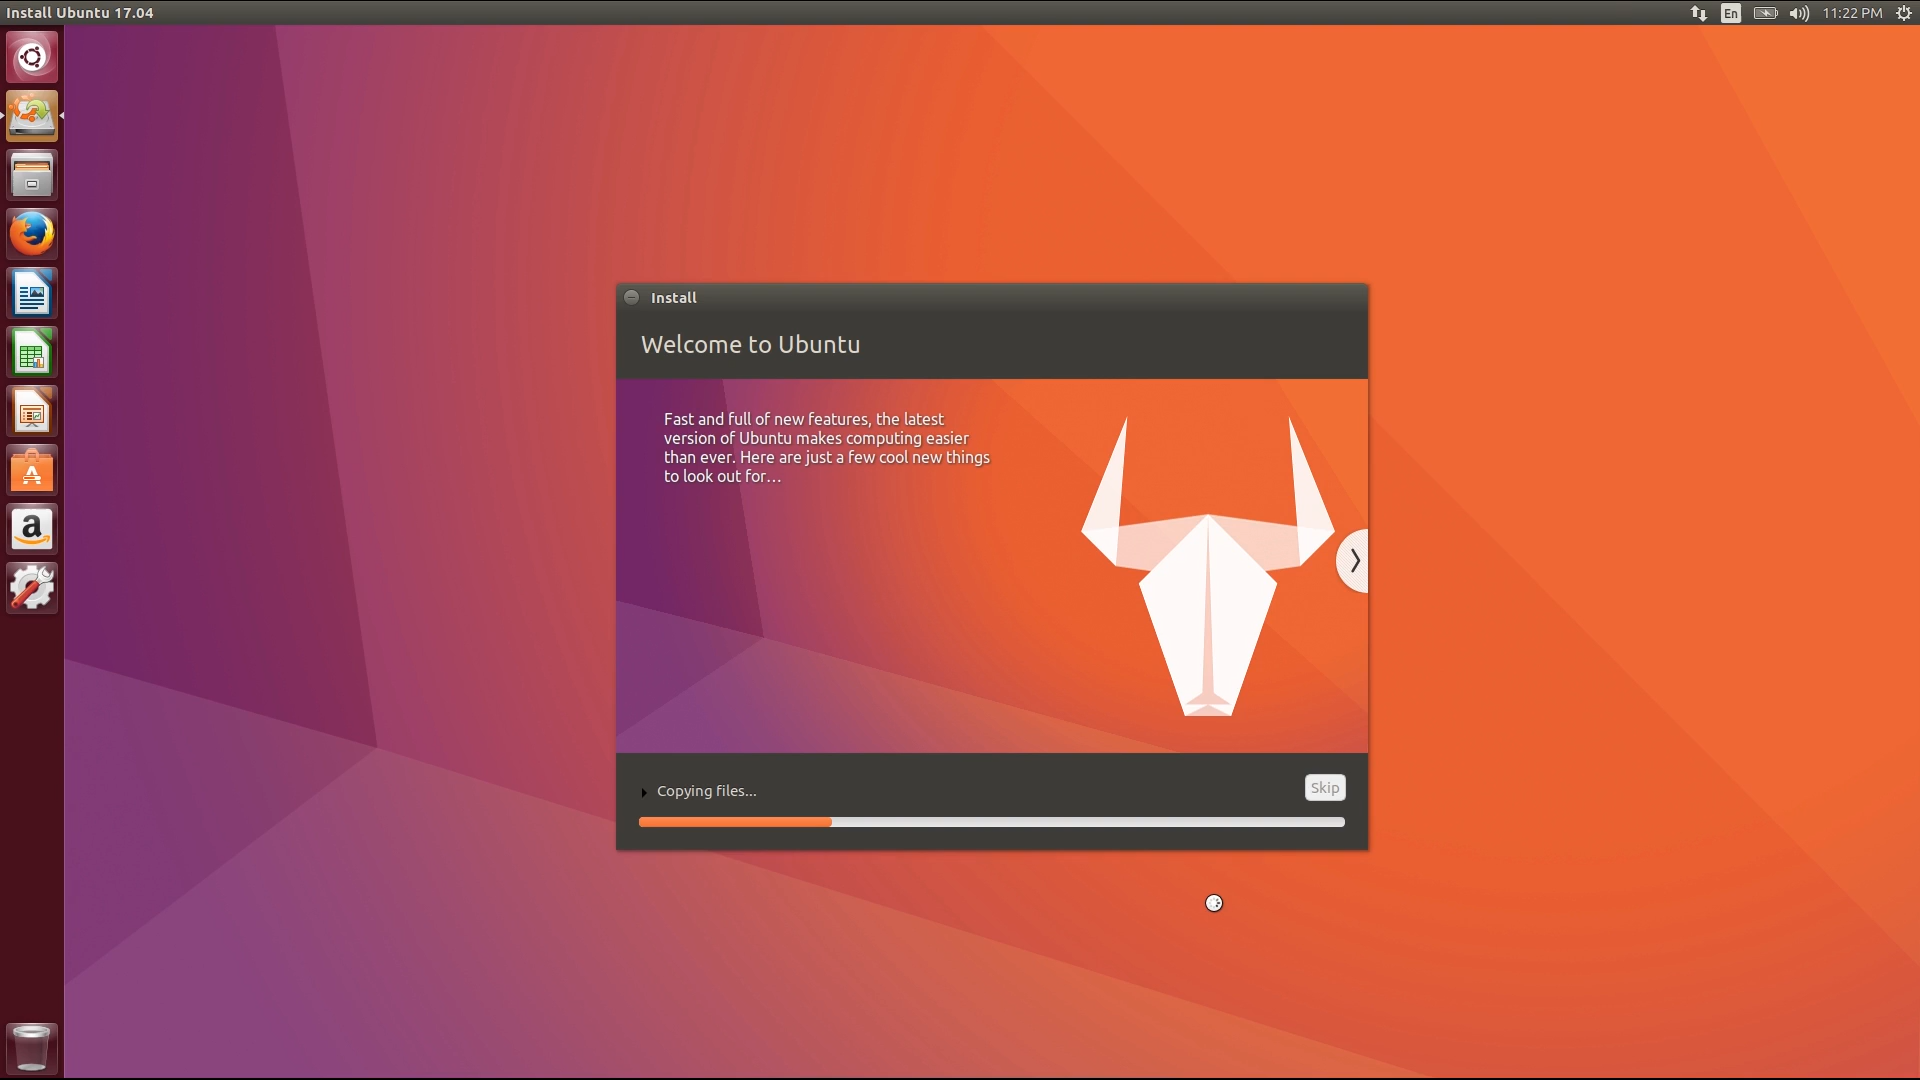 Install Ubuntu 17.04
En
11:22 PM
Install
Welcome to Ubuntu
Fast and full of new features, the latest
version of Ubuntu makes computing easier
than ever. Here are just a few cool new things
to look out for…
Copying files...
Skip